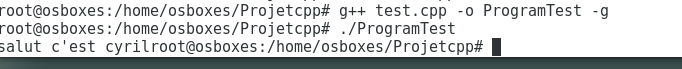 root@osboxes:/home/osboxes/Projetcpp# g++ test.cpp -o ProgramTest -g
root@osboxes:/home/osboxes/Projetcpp# ./ProgramTest
salut c'est cyrilroot@osboxes:/home/osboxes/Projetcpp#